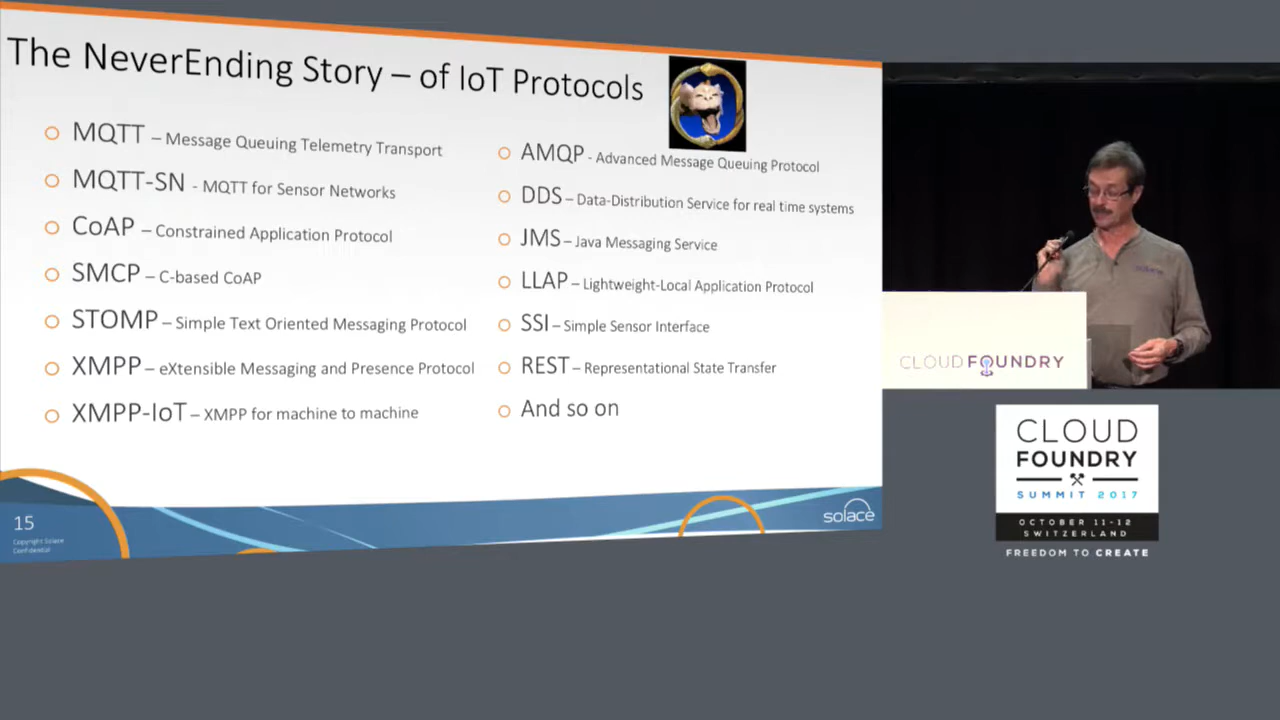 The NeverEnding Story – of IoT Protocols
MQTT – Message Queuing Telemetry Transport
MQTT-SN - MQTT for Sensor Networks
CoAP – Constrained Application Protocol
SMCP – C-based CoAP
STOMP – Simple Text Oriented Messaging Protocol
XMPP – eXtensible Messaging and Presence Protocol
XMPP-IoT – XMPP for machine to machine
AMQP - Advanced Message Queuing Protocol
DDS – Data-Distribution Service for real time systems
JMS – Java Messaging Service
LLAP – Lightweight-Local Application Protocol
SSI – Simple Sensor Interface
REST – Representational State Transfer
And so on
15
Copyright Solace
Confidential
solace
solace
CLOUD FOUNDRY
CLOUD
FOUNDRY
SUMMIT 2017
OCTOBER 11-12
SWITZERLAND
FREEDOM TO CREATE